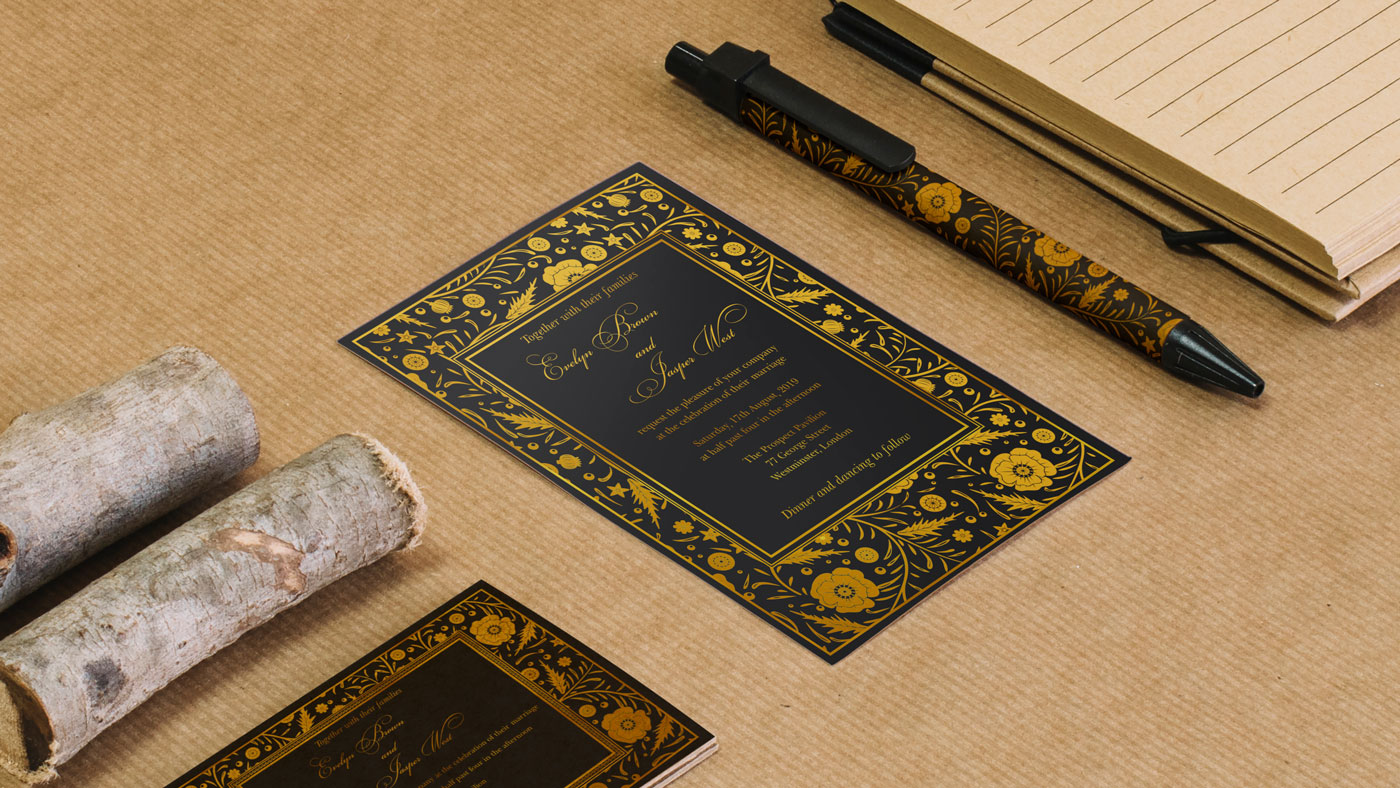 Together with their families
Evelyn Brown
and
Jasper West
request the pleasure of your company
at the celebration of their marriage
Saturday, 17th August, 2019
at half past four in the afternoon
The Prospect Pavilion
77 George Street
Westminster, London
Dinner and dancing to follow
Together with their families
Evelyn Brown
and
Jasper West
at the celebration of their marriage
half past four in the afternoon